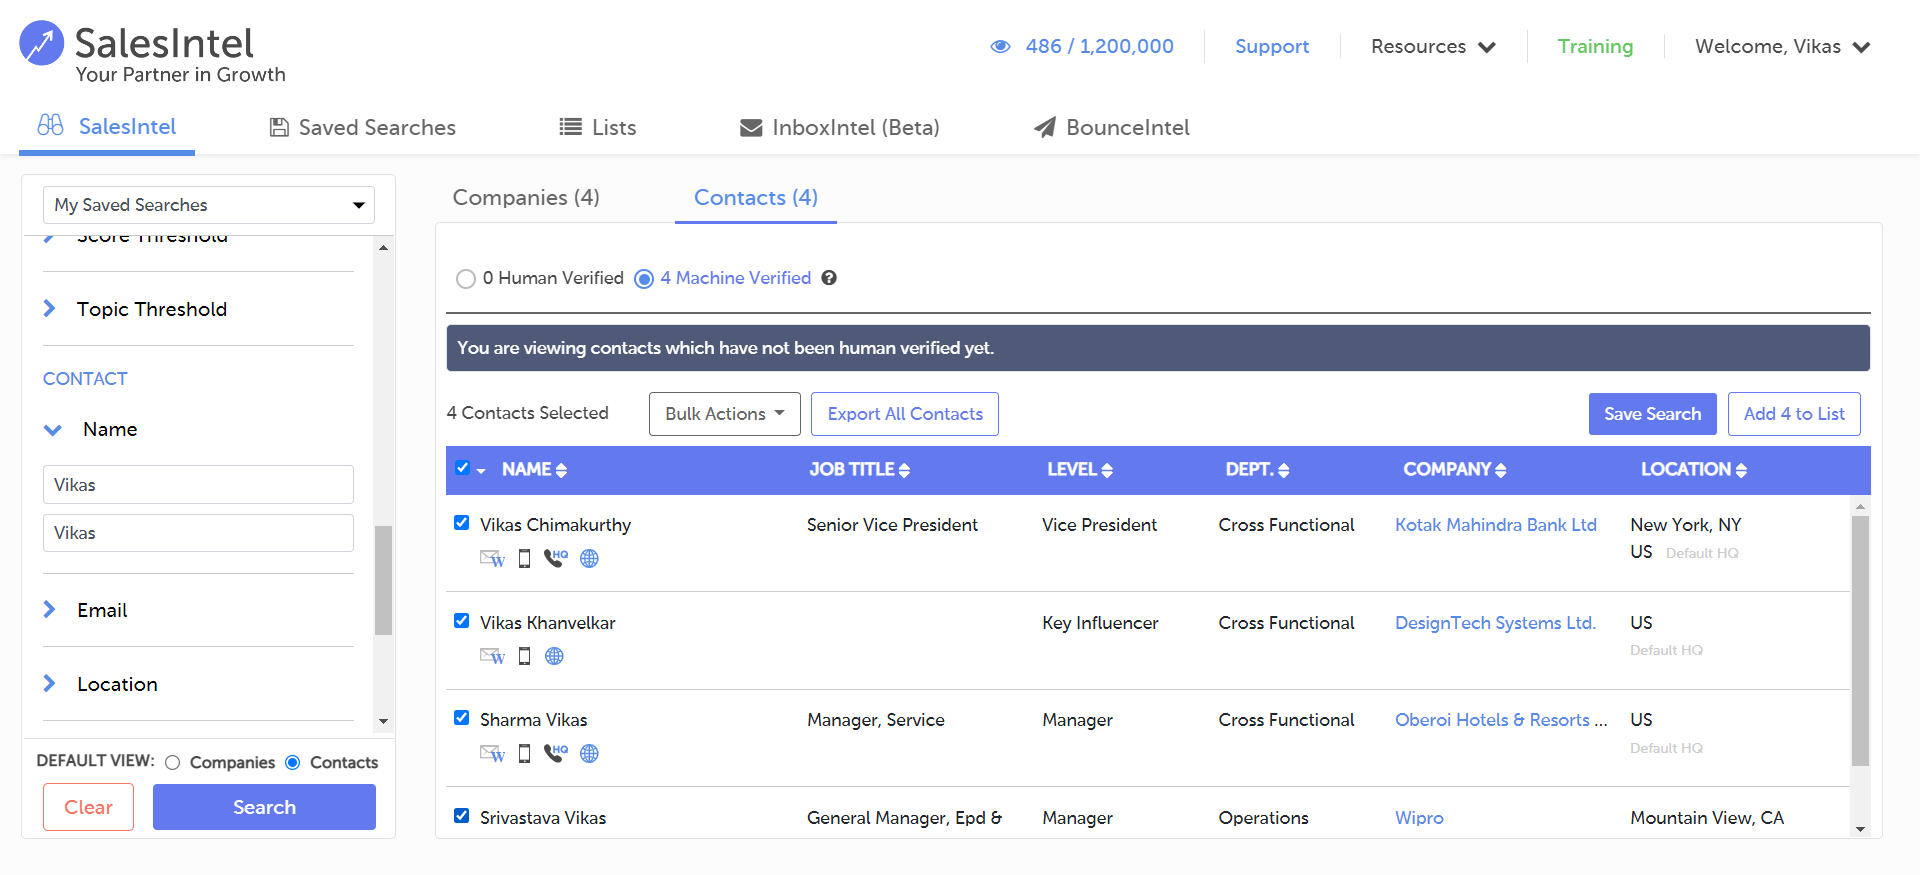 SalesIntel
Your Partner in Growth
486 / 1,200,000
Support
Resources
Training
Welcome, Vikas
SalesIntel
Saved Searches
Lists
InboxIntel (Beta)
BounceIntel
My Saved Searches
Score Threshold
Topic Threshold
CONTACT
Name
Vikas
Vikas
Email
Location
DEFAULT VIEW: Companies Contacts
Clear
Search
Companies (4)
Contacts (4)
0 Human Verified 4 Machine Verified ?
You are viewing contacts which have not been human verified yet.
4 Contacts Selected
Bulk Actions
Export All Contacts
Save Search
Add 4 to List
NAME JOB TITLE LEVEL DEPT. COMPANY LOCATION
Vikas Chimakurthy Senior Vice President Vice President Cross Functional Kotak Mahindra Bank Ltd New York, NY
W HQ US Default HQ
Vikas Khanvelkar Key Influencer Cross Functional DesignTech Systems Ltd. US
W Default HQ
Sharma Vikas Manager, Service Manager Cross Functional Oberoi Hotels & Resorts ... US
W HQ Default HQ
Srivastava Vikas General Manager, Epd & Manager Operations Wipro Mountain View, CA